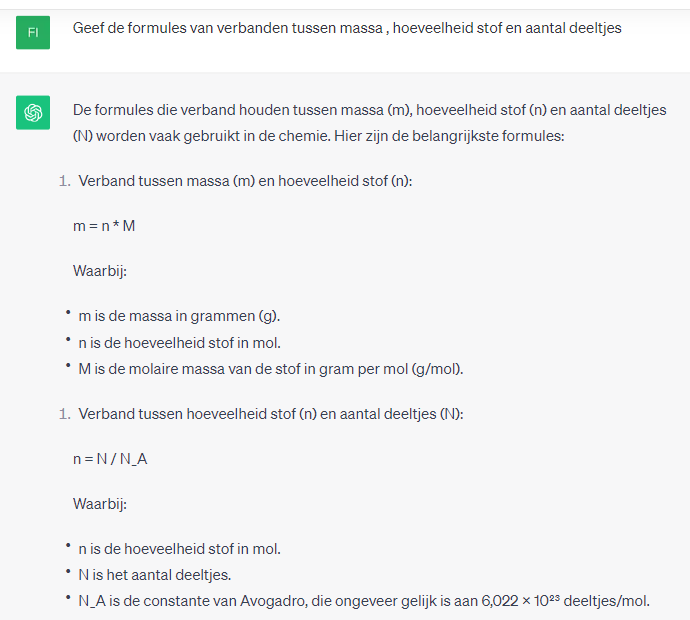 FI
Geef de formules van verbanden tussen massa , hoeveelheid stof en aantal deeltjes
De formules die verband houden tussen massa (m), hoeveelheid stof (n) en aantal deeltjes
(N) worden vaak gebruikt in de chemie. Hier zijn de belangrijkste formules:
1. Verband tussen massa (m) en hoeveelheid stof (n):
m = n * M
Waarbij:
• m is de massa in grammen (g).
• n is de hoeveelheid stof in mol.
• M is de molaire massa van de stof in gram per mol (g/mol).
1. Verband tussen hoeveelheid stof (n) en aantal deeltjes (N):
n = N / N_A
Waarbij:
• n is de hoeveelheid stof in mol.
• N is het aantal deeltjes.
• N_A is de constante van Avogadro, die ongeveer gelijk is aan 6,022 × 10²³ deeltjes/mol.